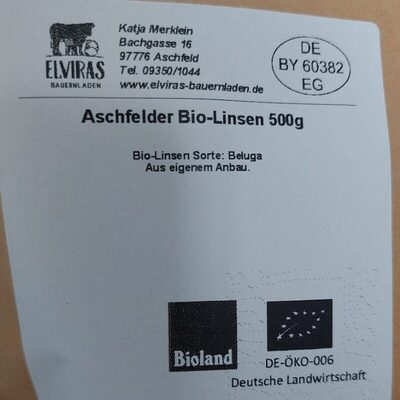 ELVIRAS
BAUERNLADEN
Katja Merklein
Bachgasse 16
97776 Aschfeld
Tel. 09350/1044
www.elviras-bauernladen.de
DE
BY 60382
EG
Aschfelder Bio-Linsen 500g
Bio-Linsen Sorte: Beluga
Aus eigenem Anbau.
Bioland
DE-ÖKO-006
Deutsche Landwirtschaft